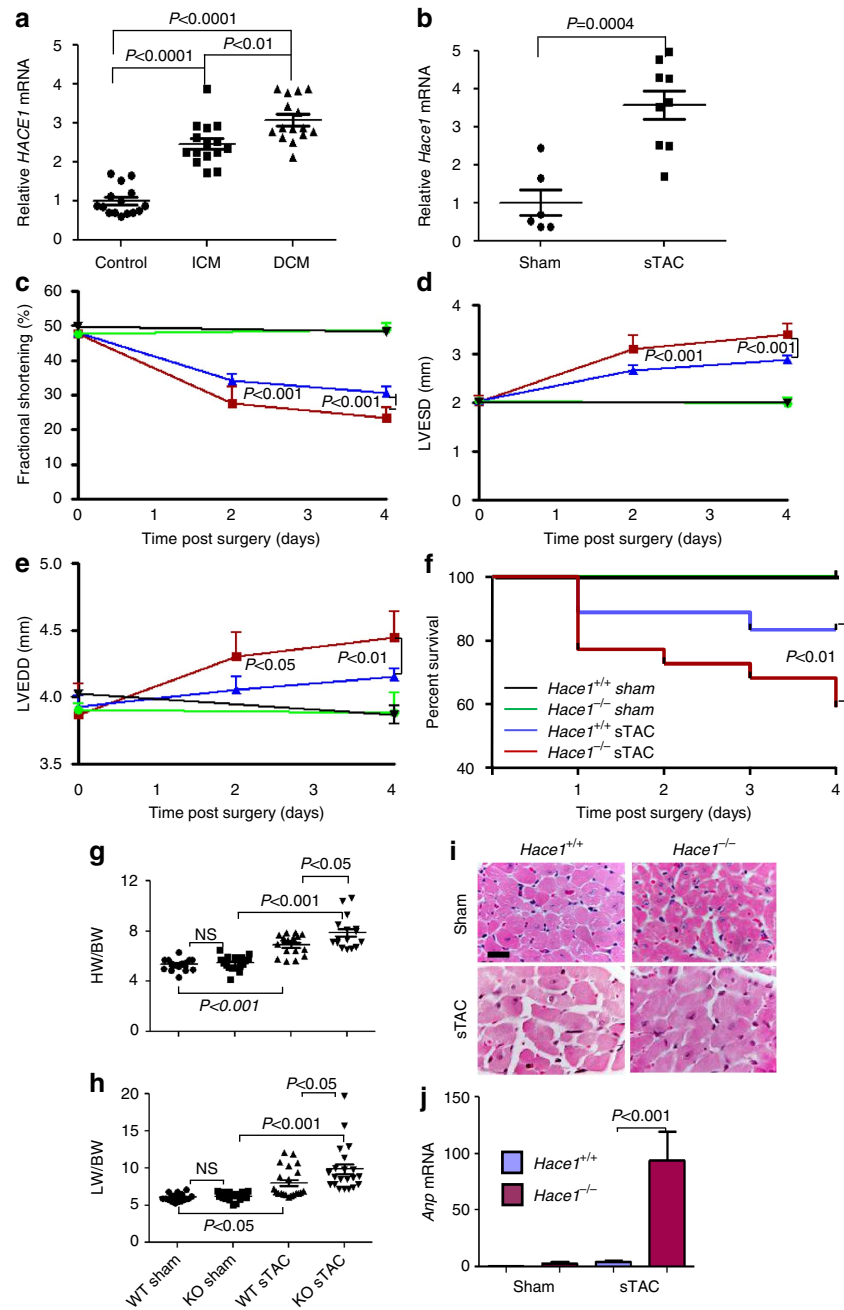 a
P<0.0001
P<0.0001
P<0.01
Relative HACE1 mRNA
5
4
3
2
1
0
Control
ICM
DCM
b
P=0.0004
Relative Hace1 mRNA
5
4
3
2
1
0
Sham
sTAC
c
Fractional shortening (%)
60
50
40
30
20
10
0
P<0.001
P<0.001
0
2
3
4
Time post surgery (days)
d
LVESD (mm)
4
3
2
1
0
P<0.001
P<0.001
0
1
2
3
4
Time post surgery (days)
e
LVEDD (mm)
5.0
4.5
4.0
3.5
P<0.05
P<0.01
0
1
2
3
4
Time post surgery (days)
f
Percent survival
100
80
60
40
P<0.01
Hace1+/+ sham
Hace1–/– sham
Hace1+/+ sTAC
Hace1–/– sTAC
1
2
3
4
Time post surgery (days)
g
HW/BW
12
8
4
0
NS
P<0.001
P<0.05
P<0.001
h
LW/BW
20
15
10
5
0
NS
P<0.001
P<0.05
P<0.05
WT sham
KO sham
WT sTAC
KO sTAC
i
Hace1+/+
Hace1–/–
Sham
sTAC
j
Anp mRNA
150
100
50
0
P<0.001
Hace1+/+
Hace1–/–
Sham
sTAC